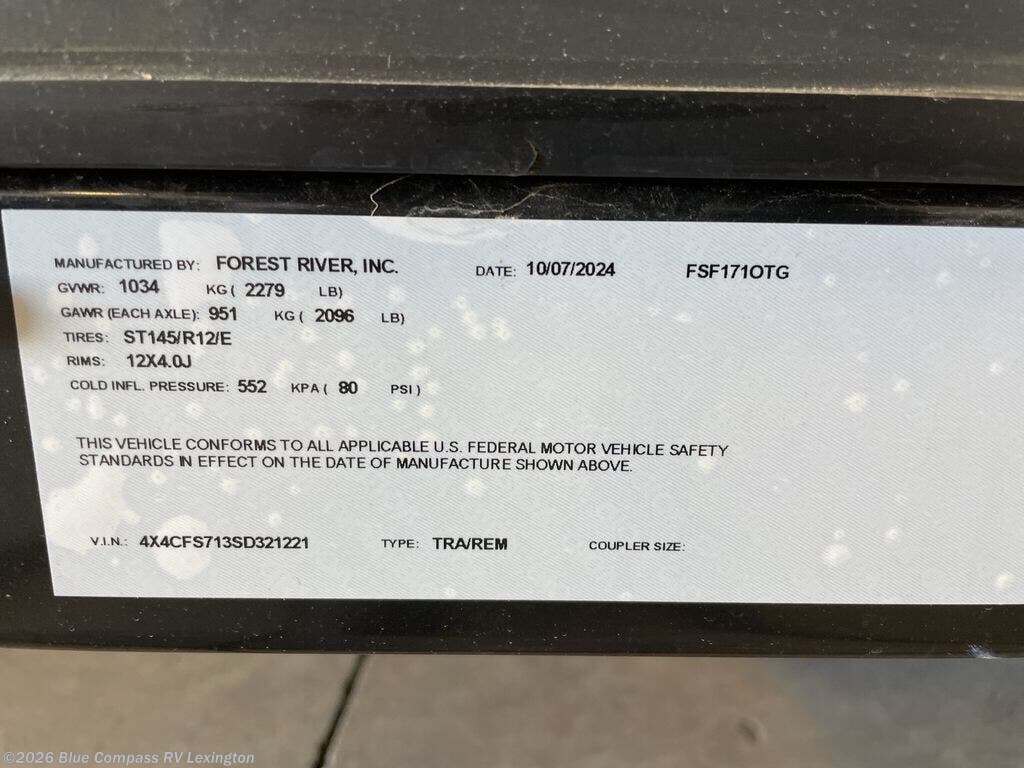 MANUFACTURED BY: FOREST RIVER, INC. DATE: 10/07/2024 FSF171OTG
GVWR: 1034 KG ( 2279 LB)
GAWR (EACH AXLE): 951 KG ( 2096 LB)
TIRES: ST145/R12/E
RIMS: 12X4.0J
COLD INFL. PRESSURE: 552 KPA ( 80 PSI )
THIS VEHICLE CONFORMS TO ALL APPLICABLE U.S. FEDERAL MOTOR VEHICLE SAFETY
STANDARDS IN EFFECT ON THE DATE OF MANUFACTURE SHOWN ABOVE.
V.I.N.: 4X4CFS713SD321221 TYPE: TRA/REM COUPLER SIZE:
©2026 Blue Compass RV Lexington